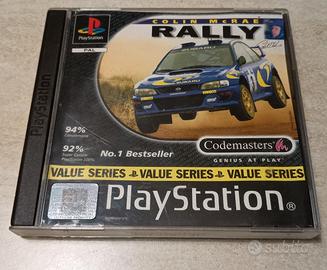 PlayStation
PAL
COLIN McRAE
RALLY
SUBARU
94%
92%
No.1 Bestseller
Codemasters
GENIUS AT PLAY
VALUE SERIES VALUE SERIES VALUE SERIES
PlayStation
PlayStation
subito